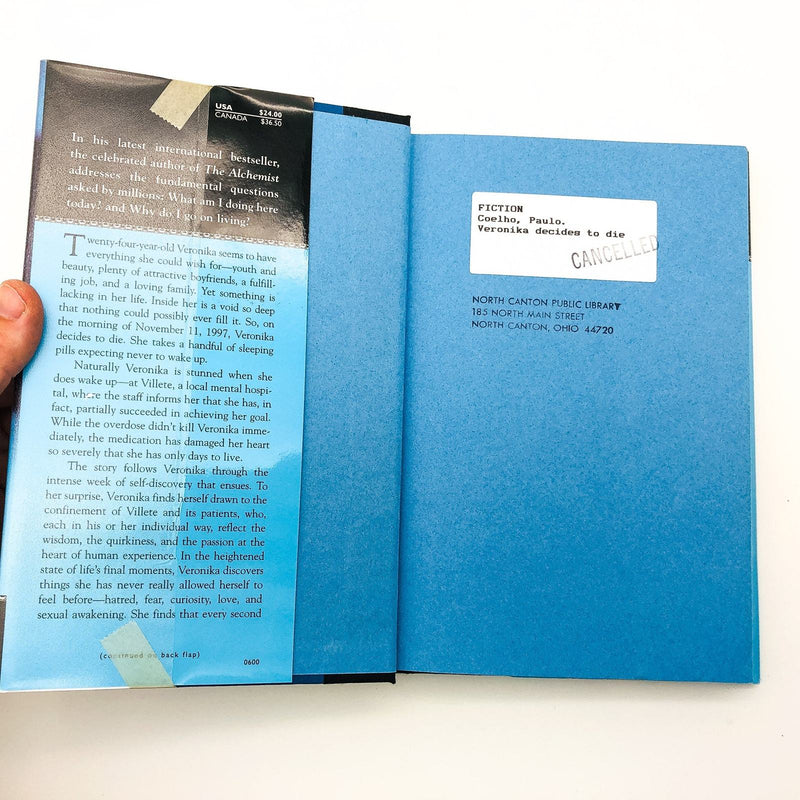 USA $24.00
CANADA $36.50
In his latest international bestseller,
the celebrated author of The Alchemist
addresses the fundamental questions
asked by millions: What am I doing here
today? and Why do I go on living?
Twenty-four-year-old Veronika seems to have
everything she could wish for—youth and
beauty, plenty of attractive boyfriends, a fulfill-
ing job, and a loving family. Yet something is
lacking in her life. Inside her is a void so deep
that nothing could possibly ever fill it. So, on
the morning of November 11, 1997, Veronika
decides to die. She takes a handful of sleeping
pills expecting never to wake up.
Naturally Veronika is stunned when she
does wake up—at Villete, a local mental hospi-
tal, where the staff informs her that she has, in
fact, partially succeeded in achieving her goal.
While the overdose didn't kill Veronika imme-
diately, the medication has damaged her heart
so severely that she has only days to live.
The story follows Veronika through the
intense week of self-discovery that ensues. To
her surprise, Veronika finds herself drawn to the
confinement of Villete and its patients, who,
each in his or her individual way, reflect the
wisdom, the quirkiness, and the passion at the
heart of human experience. In the heightened
state of life's final moments, Veronika discovers
things she has never really allowed herself to
feel before—hatred, fear, curiosity, love, and
sexual awakening. She finds that every second
(continued on back flap)
0600
FICTION
Coelho, Paulo.
Veronika decides to die
CANCELLED
NORTH CANTON PUBLIC LIBRARY
185 NORTH MAIN STREET
NORTH CANTON, OHIO 44720